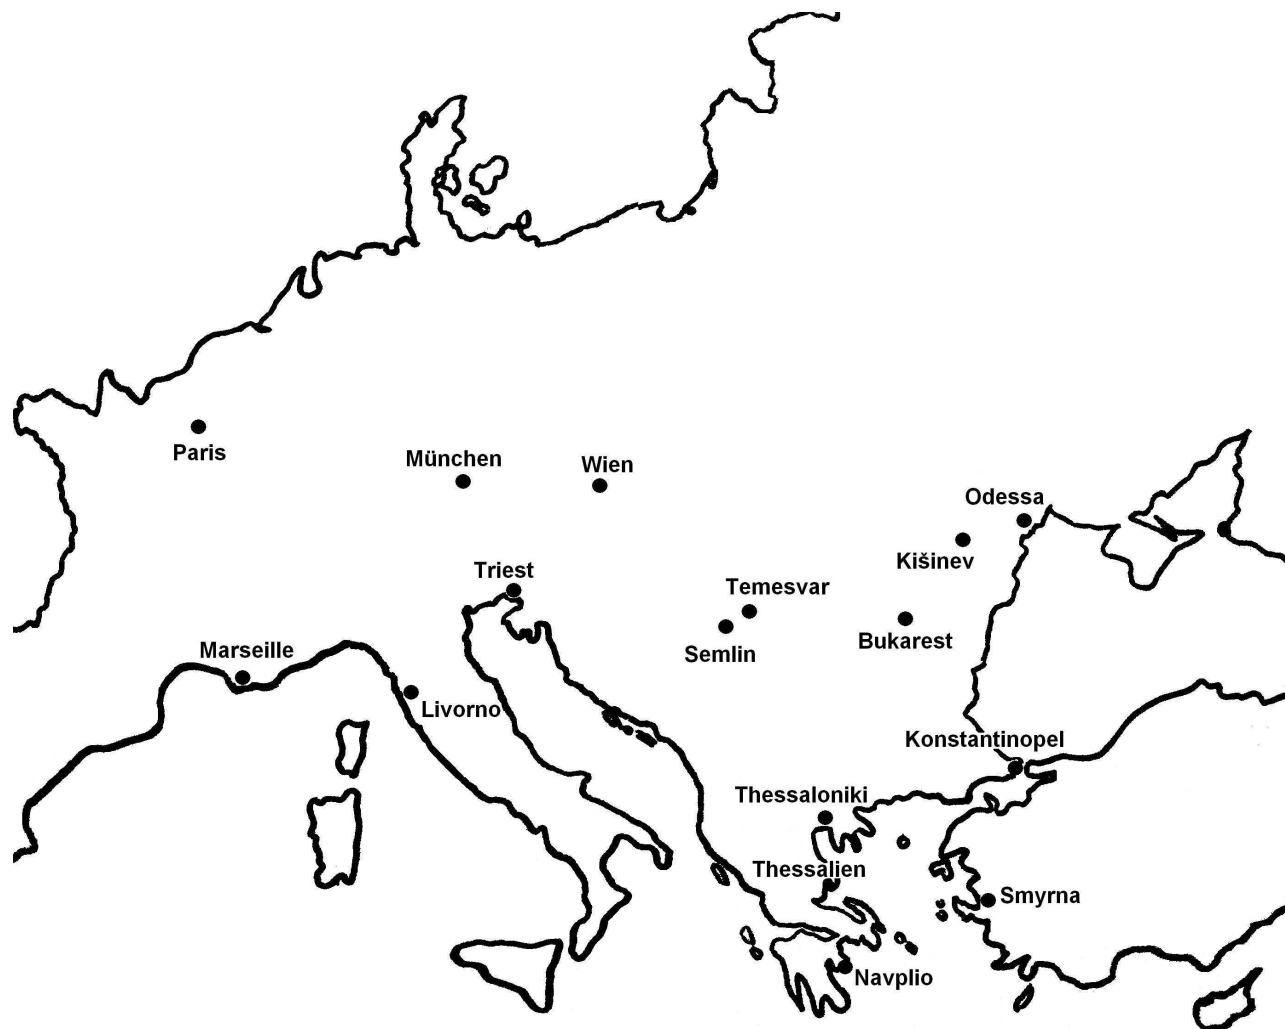 Paris
München
Wien
Odessa
Kišinev
Triest
Temesvar
Bukarest
Semlin
Marseille
Livorno
Konstantinopel
Thessaloniki
Thessalien
Smyrna
Navplio